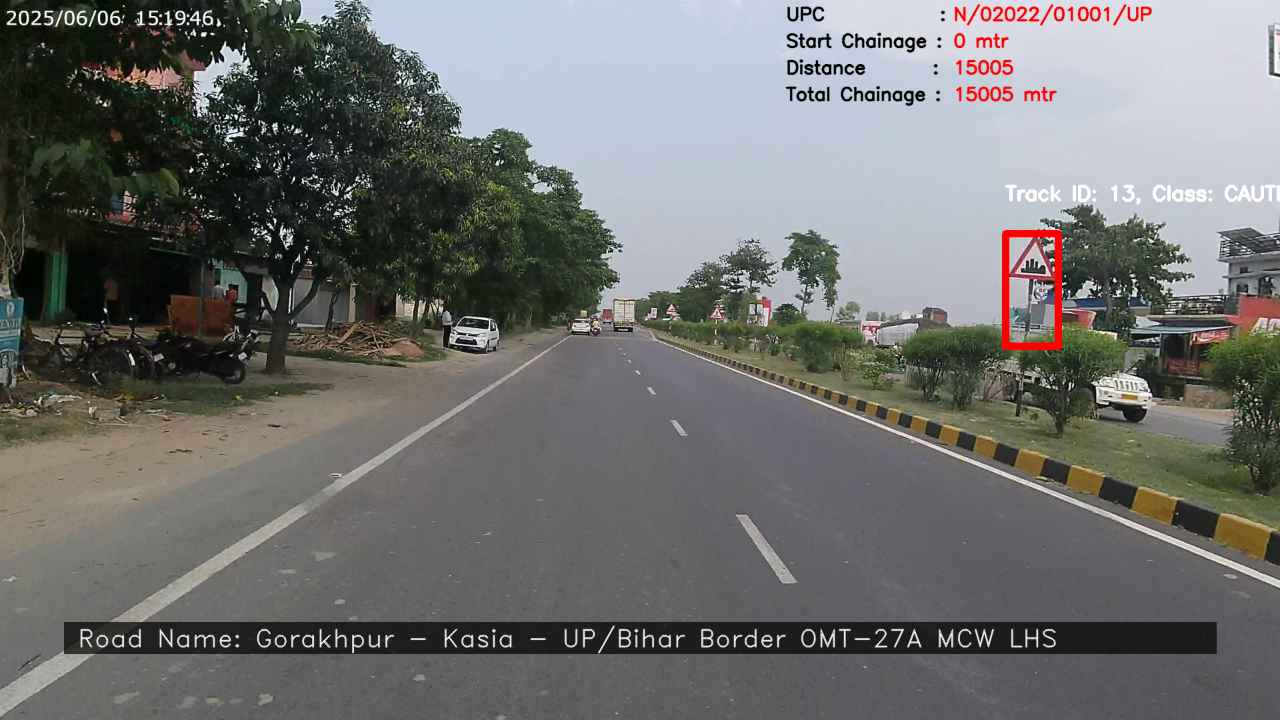 2025/06/06 15:19:46
UPC : N/02022/01001/UP
Start Chainage : 0 mtr
Distance : 15005
Total Chainage : 15005 mtr
Track ID: 13, Class: CAUTI
Road Name: Gorakhpur - Kasia - UP/Bihar Border OMT-27A MCW LHS